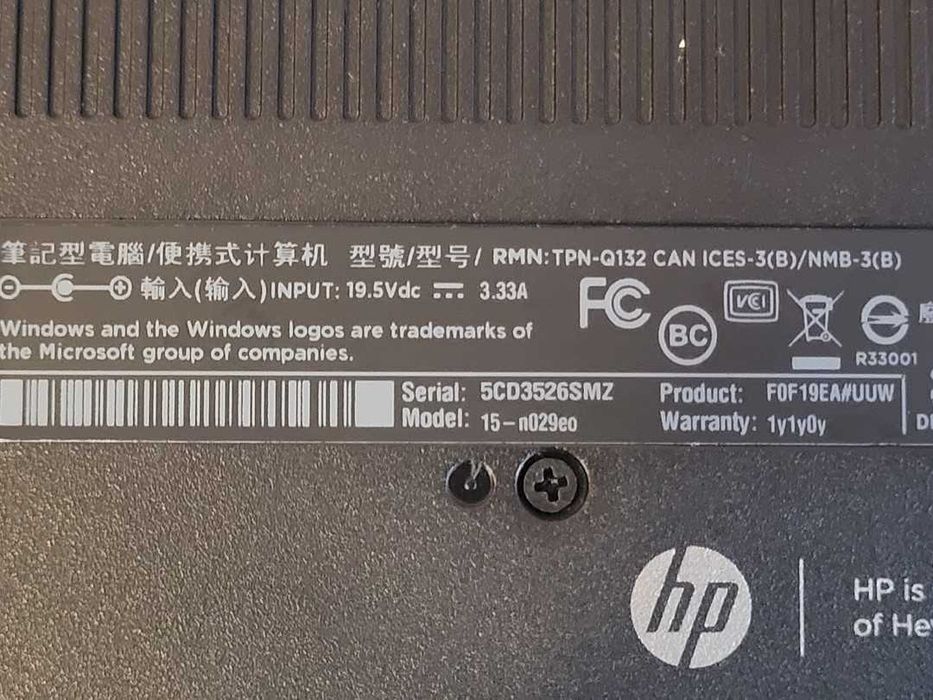 筆記型電腦/便携式计算机 型號/型号/ RMN:TPN-Q132 CAN ICES-3(B)/NMB-3(B)
輸入(输入)INPUT: 19.5Vdc 3.33A
FC
BC
VCI
R33001
Windows and the Windows logos are trademarks of
the Microsoft group of companies.
Serial: 5CD3526SMZ
Product: F0F19EA#UUW
Model: 15-n029eo
Warranty: 1y1y0y
hp
HP is
of He